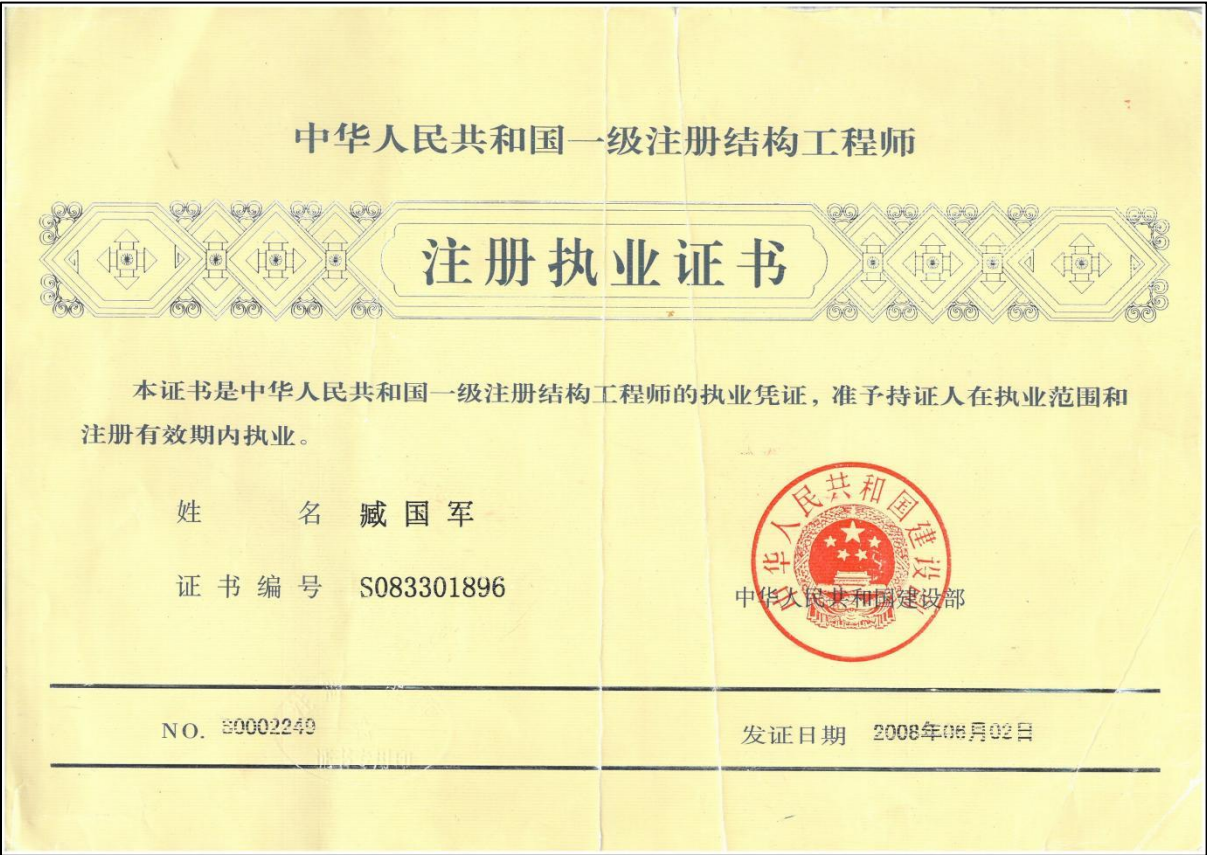 中华人民共和国一级注册结构工程师
注册执业证书
本证书是中华人民共和国一级注册结构工程师的执业凭证，准予持证人在执业范围和
注册有效期内执业。
姓 名 臧国军
证书编号 S083301896
中华人民共和国建设部
中华人民共和国建设部
NO. S0002249
发证日期 2008年06月02日